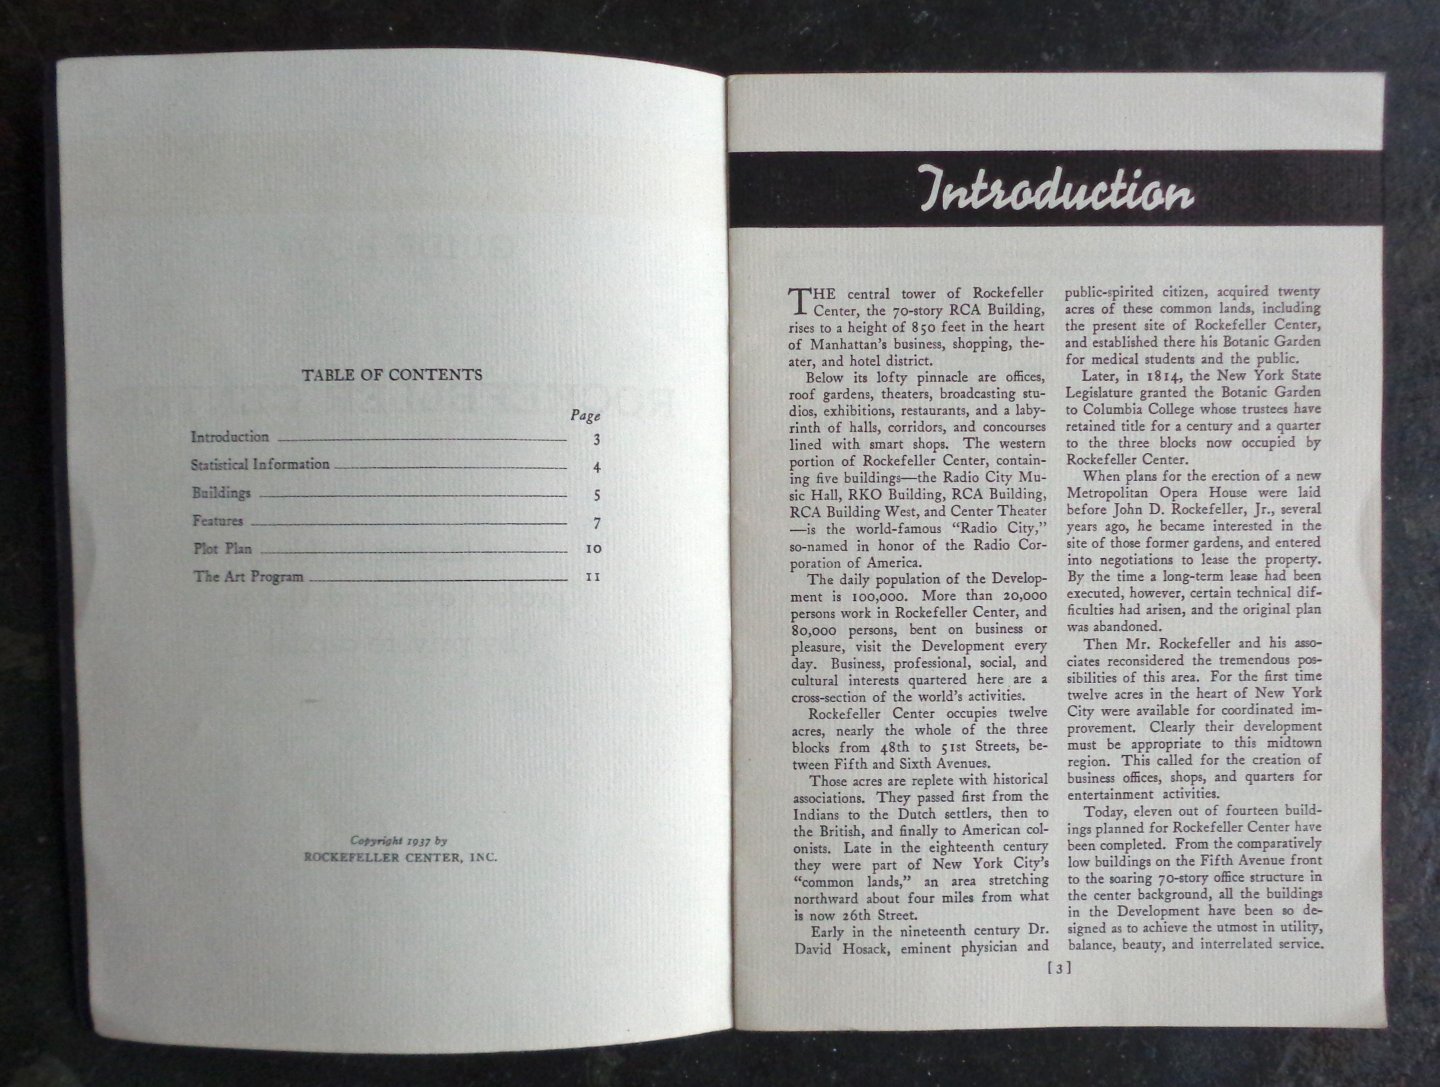 TABLE OF CONTENTS
Page
Introduction 3
Statistical Information 4
Buildings 5
Features 7
Plot Plan 10
The Art Program 11
Copyright 1937 by
ROCKEFELLER CENTER, INC.
Introduction
THE central tower of Rockefeller
Center, the 70-story RCA Building,
rises to a height of 850 feet in the heart
of Manhattan's business, shopping, the-
ater, and hotel district.
Below its lofty pinnacle are offices,
roof gardens, theaters, broadcasting stu-
dios, exhibitions, restaurants, and a laby-
rinth of halls, corridors, and concourses
lined with smart shops. The western
portion of Rockefeller Center, contain-
ing five buildings—the Radio City Mu-
sic Hall, RKO Building, RCA Building,
RCA Building West, and Center Theater
—is the world-famous "Radio City,"
so-named in honor of the Radio Cor-
poration of America.
The daily population of the Develop-
ment is 100,000. More than 20,000
persons work in Rockefeller Center, and
80,000 persons, bent on business or
pleasure, visit the Development every
day. Business, professional, social, and
cultural interests quartered here are a
cross-section of the world's activities.
Rockefeller Center occupies twelve
acres, nearly the whole of the three
blocks from 48th to 51st Streets, be-
tween Fifth and Sixth Avenues.
Those acres are replete with historical
associations. They passed first from the
Indians to the Dutch settlers, then to
the British, and finally to American col-
onists. Late in the eighteenth century
they were part of New York City's
"common lands," an area stretching
northward about four miles from what
is now 26th Street.
Early in the nineteenth century Dr.
David Hosack, eminent physician and
public-spirited citizen, acquired twenty
acres of these common lands, including
the present site of Rockefeller Center,
and established there his Botanic Garden
for medical students and the public.
Later, in 1814, the New York State
Legislature granted the Botanic Garden
to Columbia College whose trustees have
retained title for a century and a quarter
to the three blocks now occupied by
Rockefeller Center.
When plans for the erection of a new
Metropolitan Opera House were laid
before John D. Rockefeller, Jr., several
years ago, he became interested in the
site of those former gardens, and entered
into negotiations to lease the property.
By the time a long-term lease had been
executed, however, certain technical dif-
ficulties had arisen, and the original plan
was abandoned.
Then Mr. Rockefeller and his asso-
ciates reconsidered the tremendous pos-
sibilities of this area. For the first time
twelve acres in the heart of New York
City were available for coordinated im-
provement. Clearly their development
must be appropriate to this midtown
region. This called for the creation of
business offices, shops, and quarters for
entertainment activities.
Today, eleven out of fourteen build-
ings planned for Rockefeller Center have
been completed. From the comparatively
low buildings on the Fifth Avenue front
to the soaring 70-story office structure in
the center background, all the buildings
in the Development have been so de-
signed as to achieve the utmost in utility,
balance, beauty, and interrelated service.
[3]